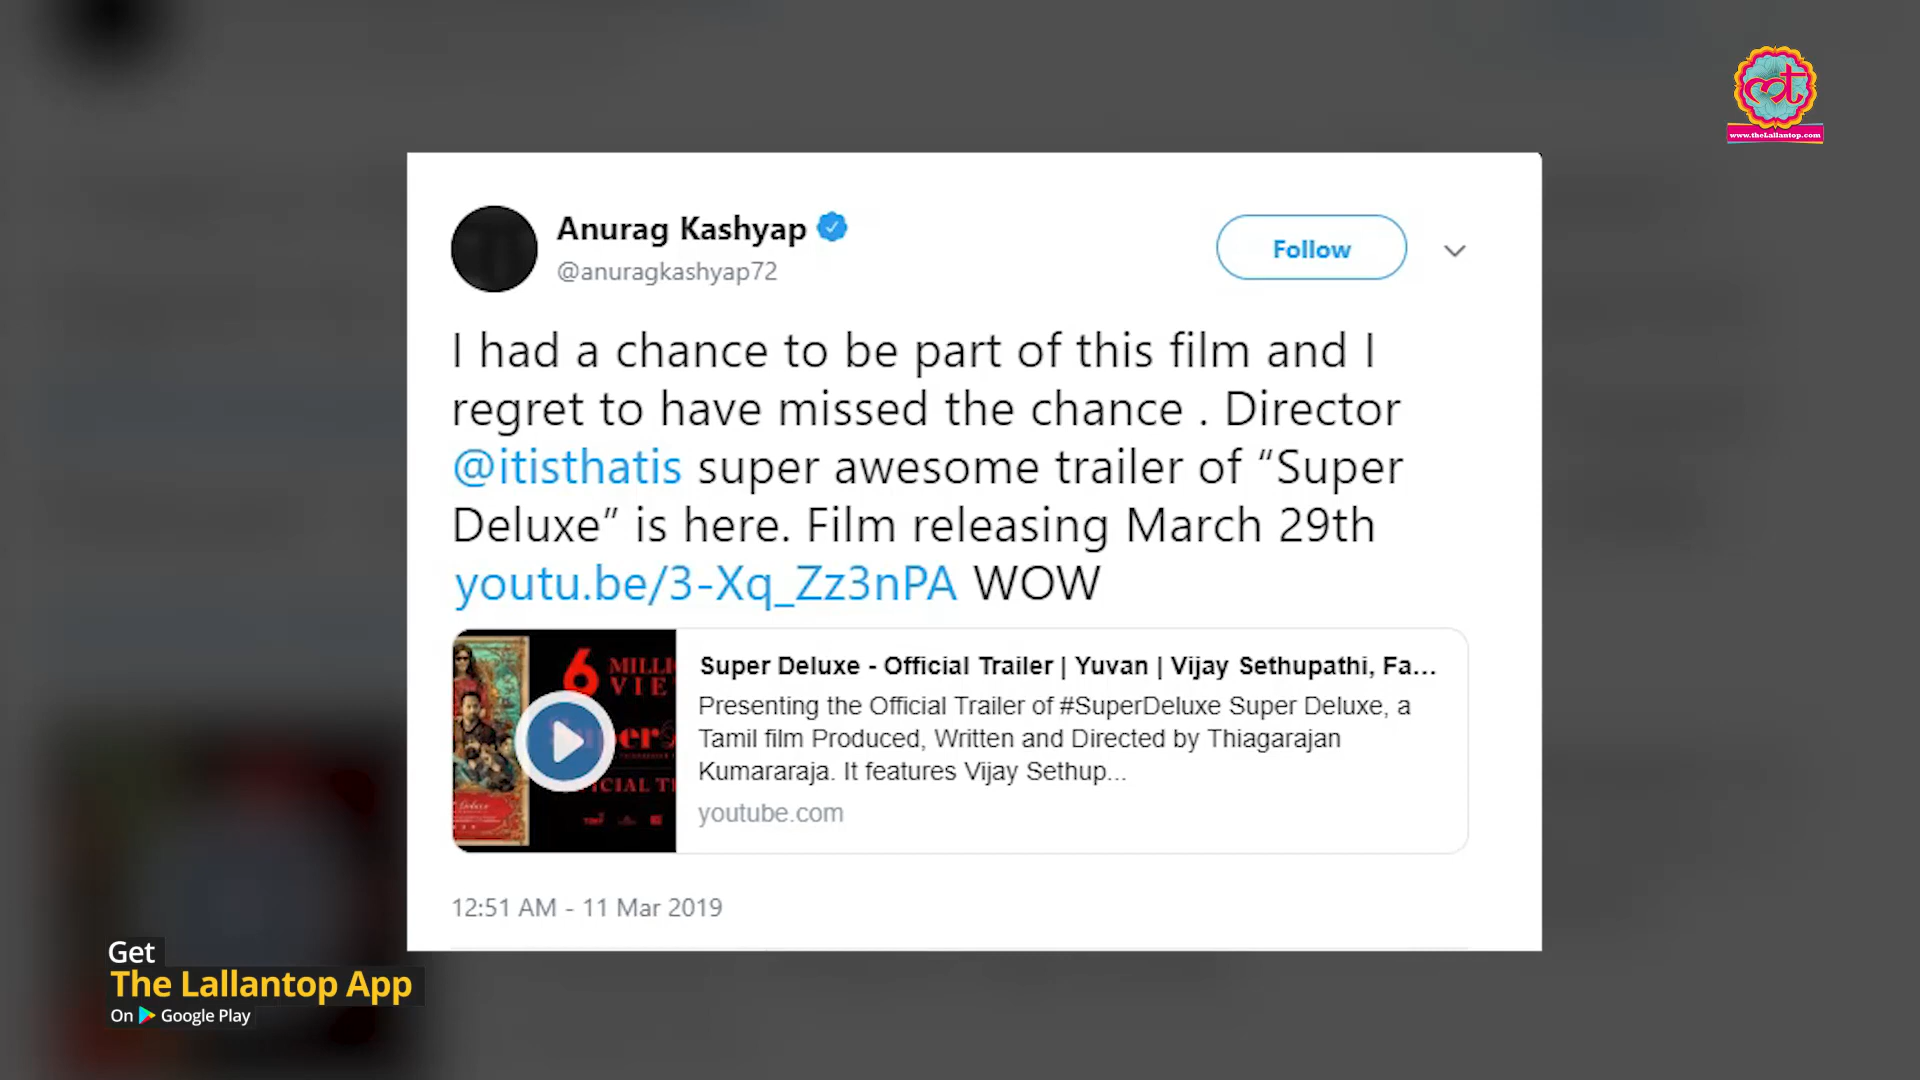 www.theLallantop.com
Anurag Kashyap
@anuragkashyap72
Follow
I had a chance to be part of this film and I
regret to have missed the chance . Director
@itisthatis super awesome trailer of “Super
Deluxe” is here. Film releasing March 29th
youtu.be/3-Xq_Zz3nPA WOW
6 MILLI
VIE
Super Deluxe - Official Trailer | Yuvan | Vijay Sethupathi, Fa...
Presenting the Official Trailer of #SuperDeluxe Super Deluxe, a
Tamil film Produced, Written and Directed by Thiagarajan
Kumararaja. It features Vijay Sethup...
youtube.com
12:51 AM - 11 Mar 2019
Get
The Lallantop App
On Google Play